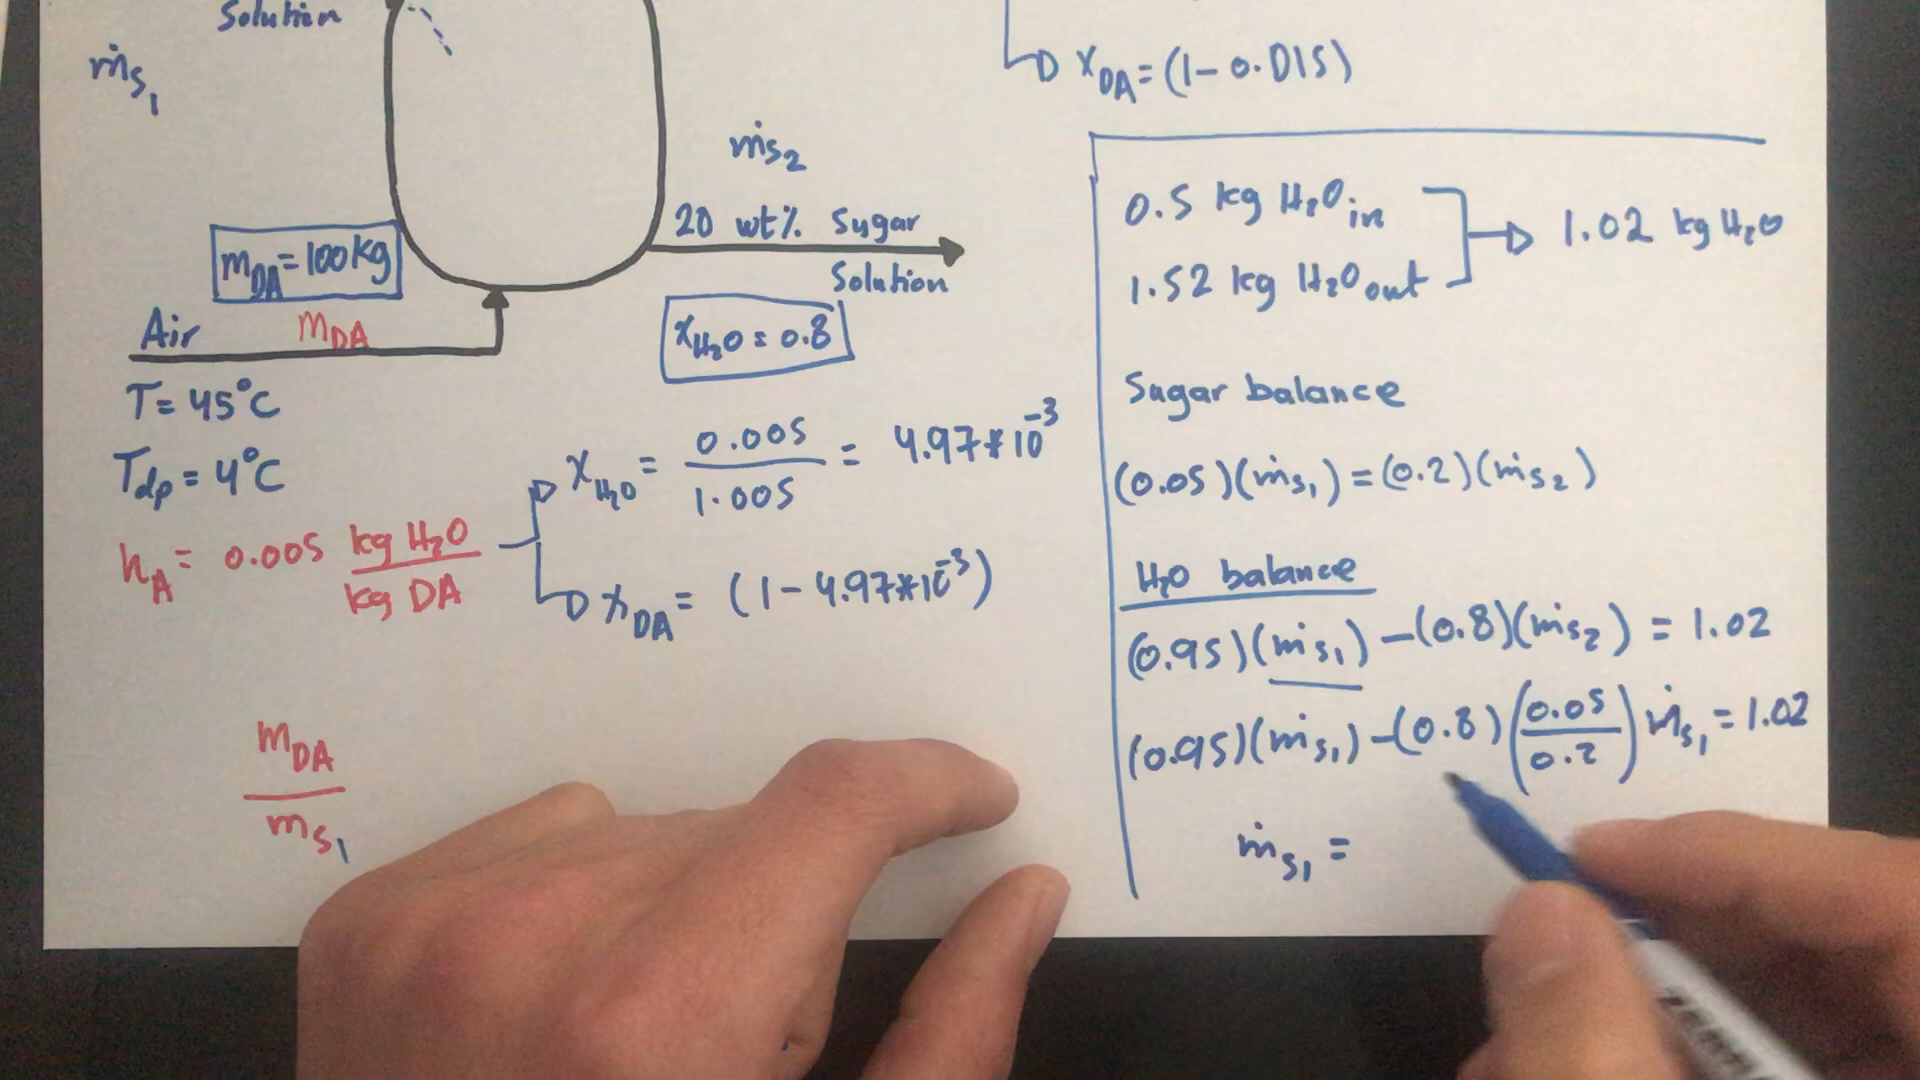 Solution
ṁs₁
mDA=100kg
Air
mDA
T=45°C
Tdp=4°C
hA= 0.005 kg H₂O / kg DA
xH₂O = 0.005 / 1.005 = 4.97*10⁻³
xDA= (1-4.97*10⁻³)
mDA / ms₁
ṁs₂
20 wt% Sugar
Solution
xH₂O = 0.8
xDA=(1-0.015)
0.5 kg H₂O in
1.52 kg H₂O out
1.02 kg H₂O
Sugar balance
(0.05)(ṁs₁)=(0.2)(ṁs₂)
H₂O balance
(0.95)(ṁs₁)-(0.8)(ṁs₂) = 1.02
(0.95)(ṁs₁)-(0.8)(0.05/0.2)ṁs₁=1.02
ṁs₁ =